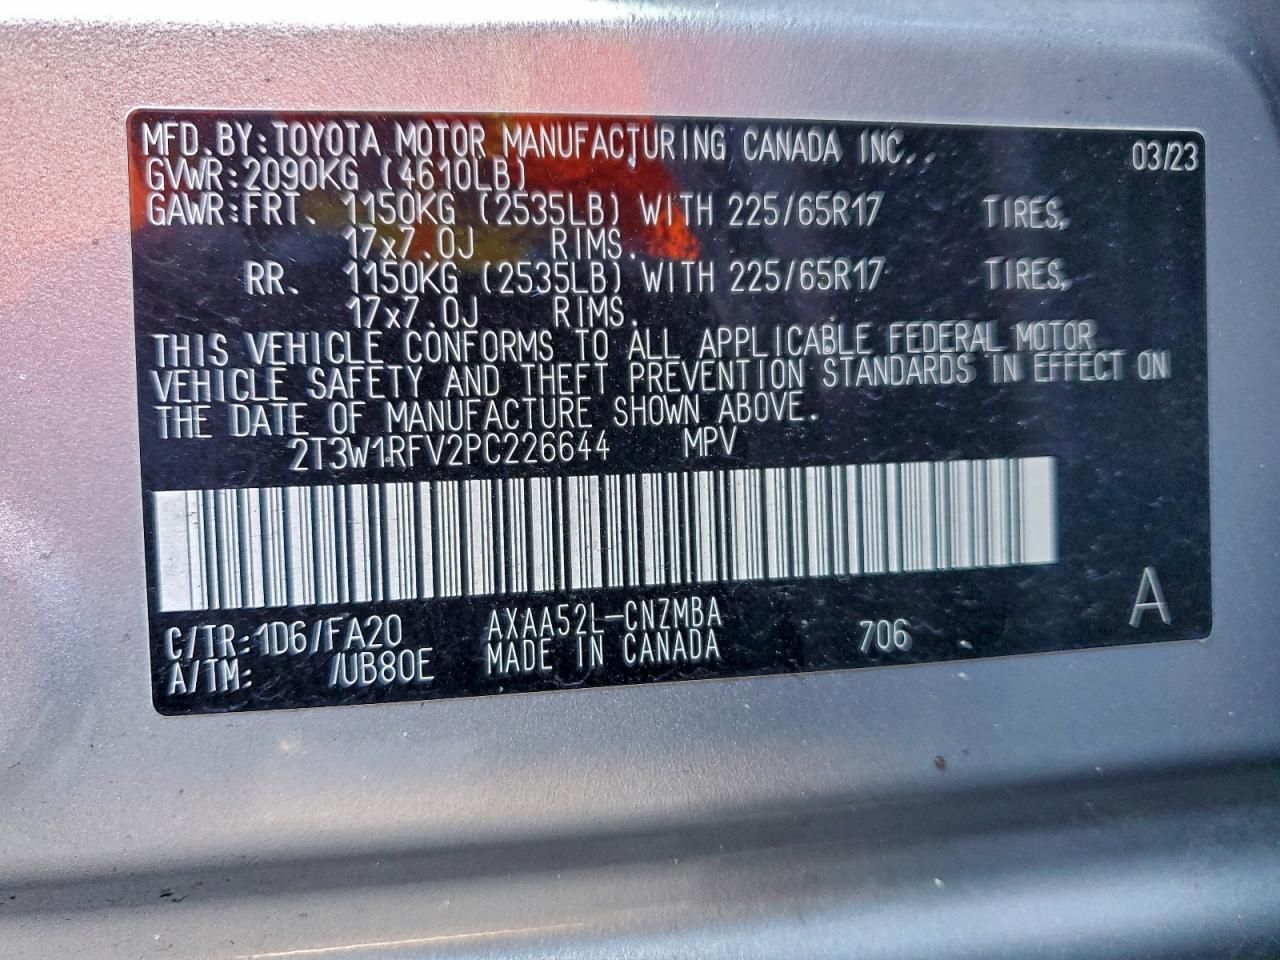 MFD. BY: TOYOTA MOTOR MANUFACTURING CANADA INC.. 03/23
GVWR: 2090KG (4610LB)
GAWR: FRT. 1150KG (2535LB) WITH 225/65R17 TIRES,
17x7.0J RIMS.
RR. 1150KG (2535LB) WITH 225/65R17 TIRES,
17x7.0J RIMS.
THIS VEHICLE CONFORMS TO ALL APPLICABLE FEDERAL MOTOR
VEHICLE SAFETY AND THEFT PREVENTION STANDARDS IN EFFECT ON
THE DATE OF MANUFACTURE SHOWN ABOVE.
2T3W1RFV2PC226644 MPV
A
C/TR: 1D6/FA20 AXAA52L-CNZMBA 706
A/TM: /UB80E MADE IN CANADA